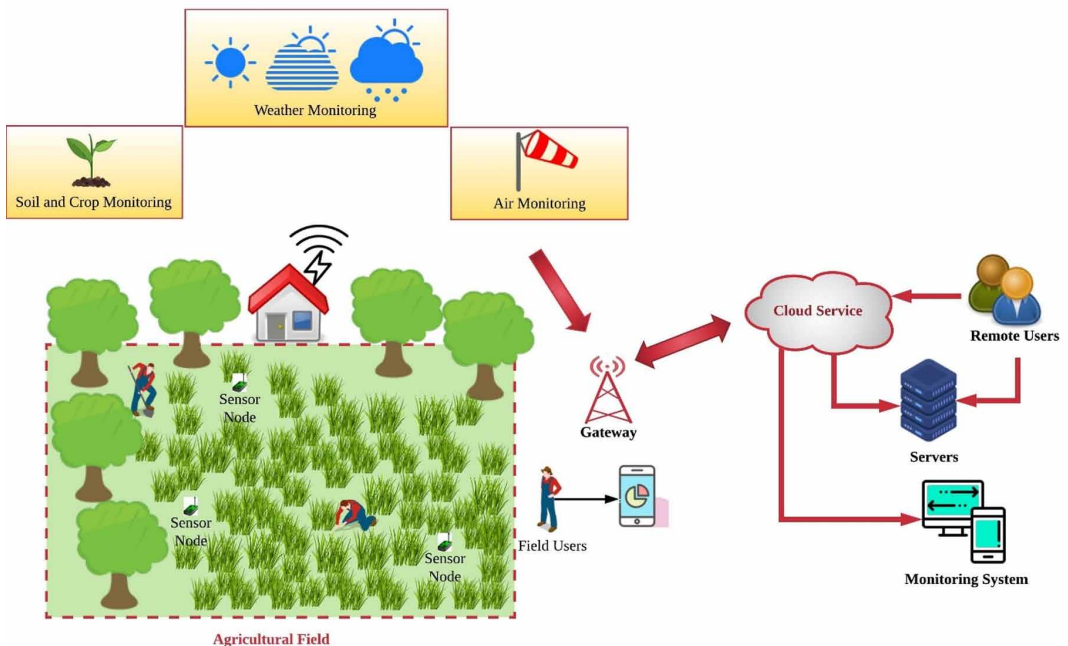 Weather Monitoring
Soil and Crop Monitoring
Air Monitoring
Cloud Service
Remote Users
Sensor
Node
Gateway
Servers
Sensor
Node
Field Users
Sensor
Node
Monitoring System
Agricultural Field